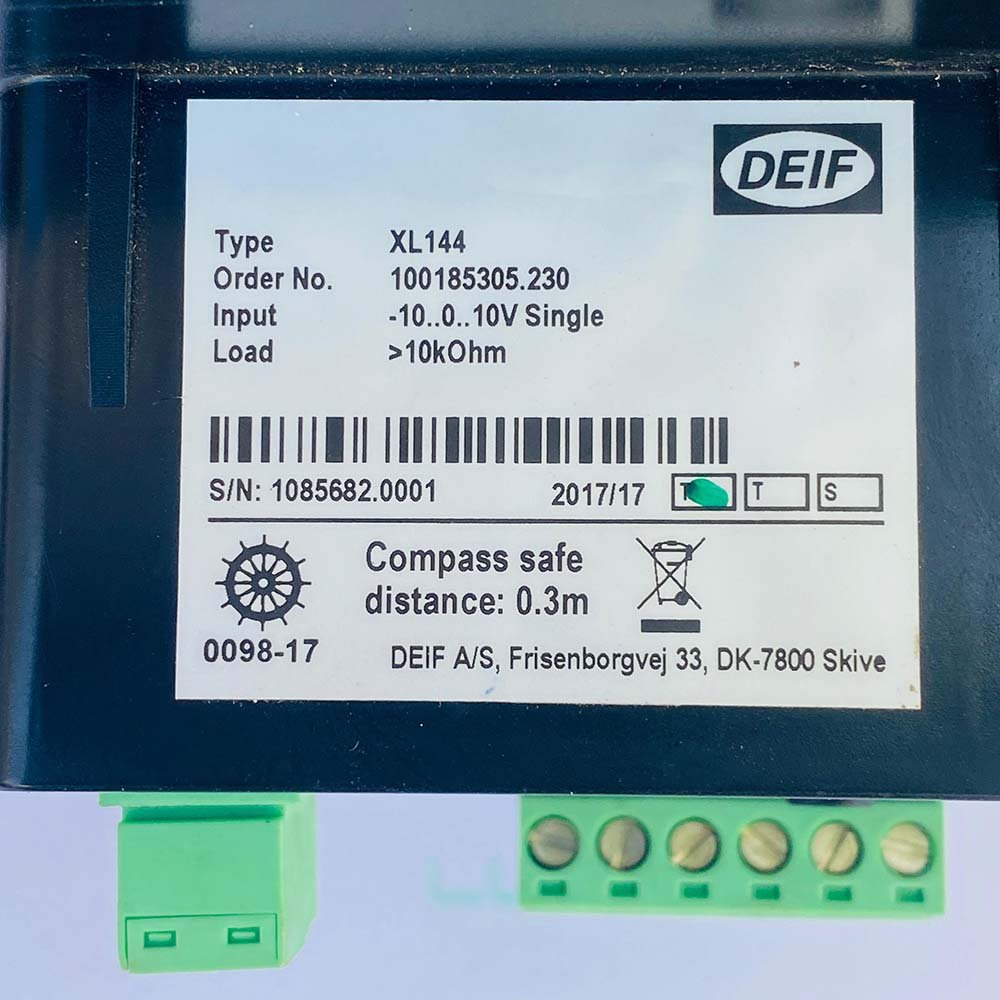 DEIF
Type XL144
Order No. 100185305.230
Input -10..0..10V Single
Load >10kOhm
S/N: 1085682.0001 2017/17 T T S
Compass safe
distance: 0.3m
0098-17
DEIF A/S, Frisenborgvej 33, DK-7800 Skive